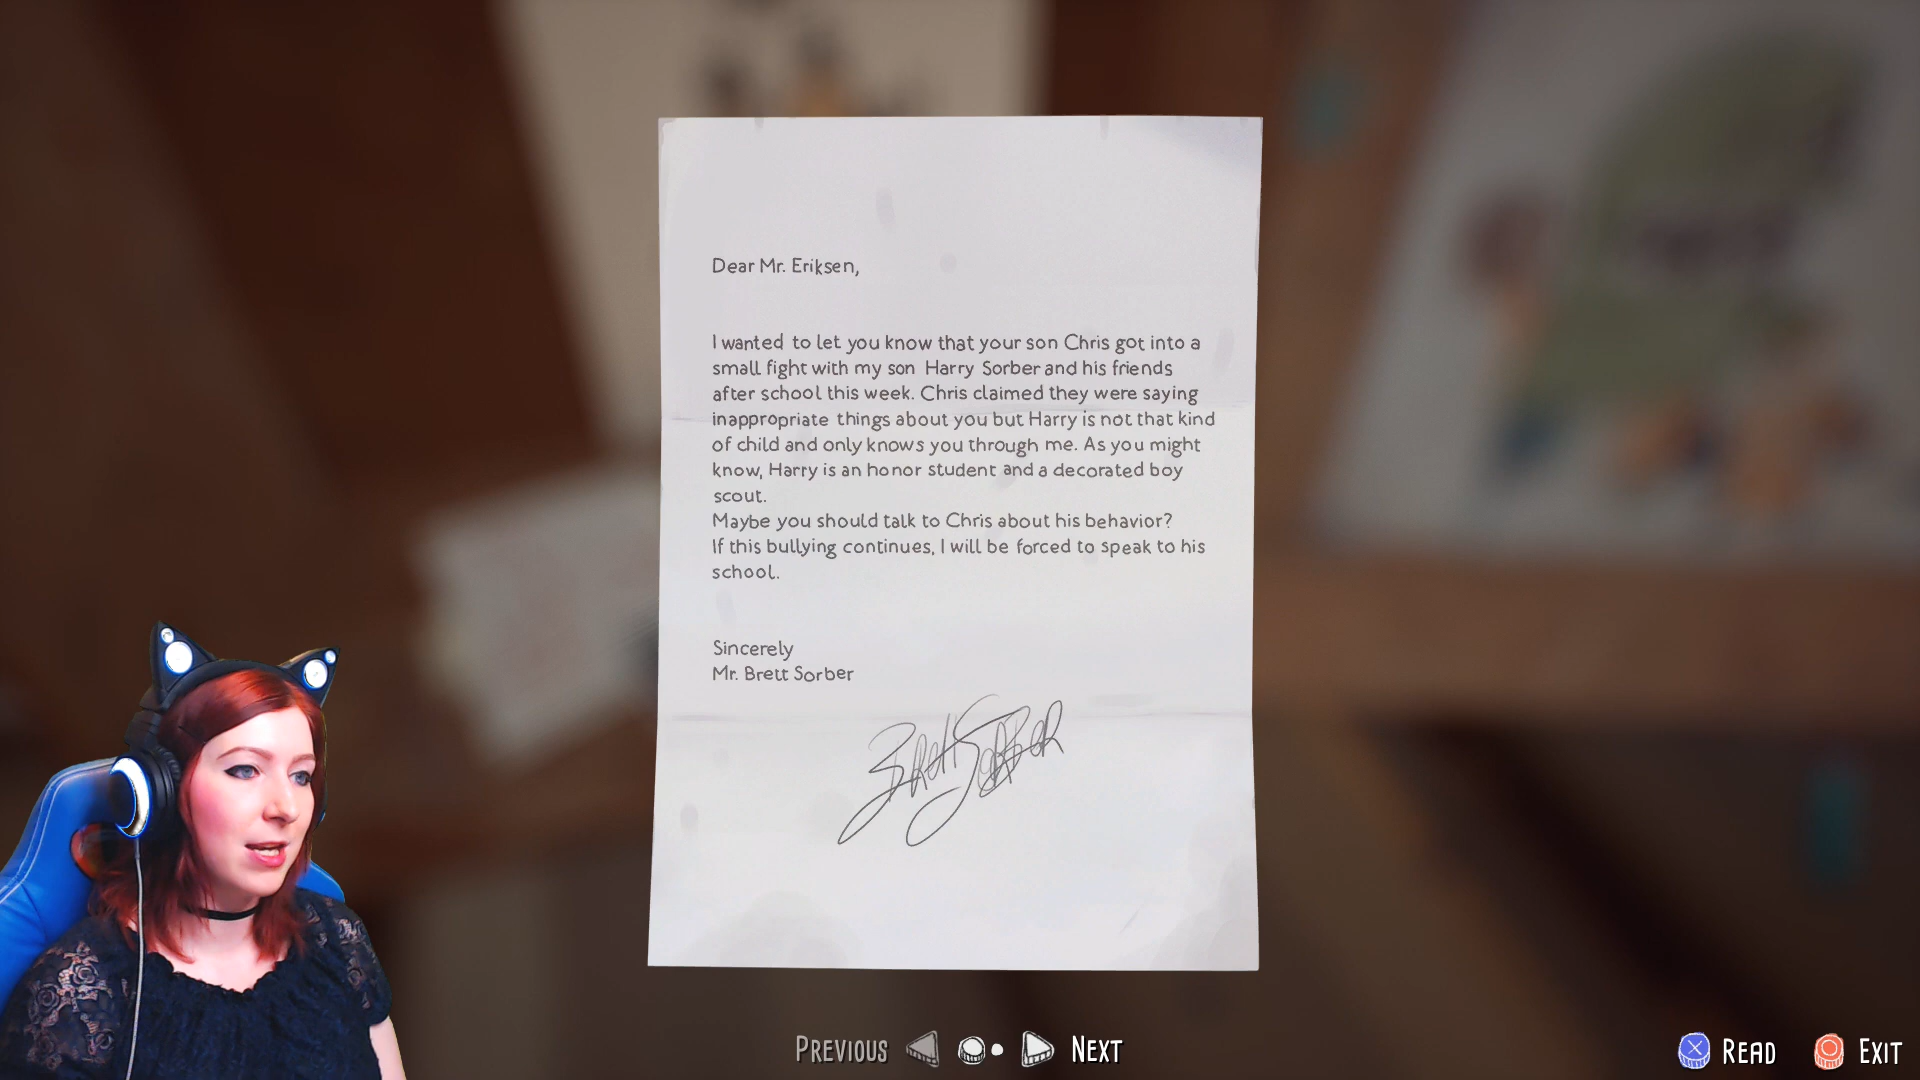 Dear Mr. Eriksen,
I wanted to let you know that your son Chris got into a
small fight with my son Harry Sorber and his friends
after school this week. Chris claimed they were saying
inappropriate things about you but Harry is not that kind
of child and only knows you through me. As you might
know, Harry is an honor student and a decorated boy
scout.
Maybe you should talk to Chris about his behavior?
If this bullying continues, I will be forced to speak to his
school.
Sincerely
Mr. Brett Sorber
Brett Sorber
PREVIOUS NEXT
READ EXIT